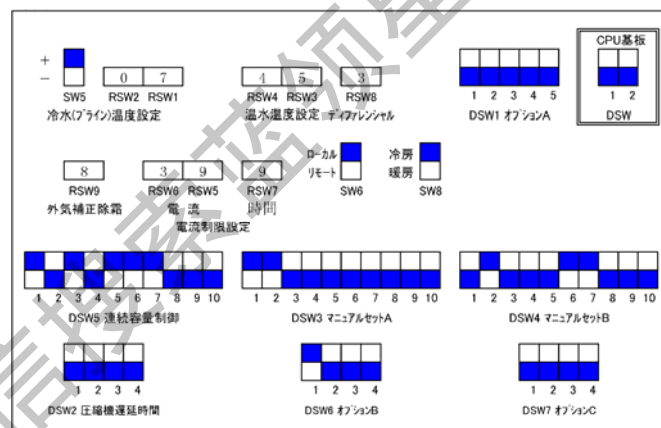 CPU基板
+
−
0 7 4 5 3
SW5 RSW2 RSW1 RSW4 RSW3 RSW8 1 2 3 4 5 1 2
冷水(ブライン)温度設定 温水温度設定 ディファレンシャル DSW1 オプションA DSW
ローカル 冷房
リモート 暖房
8 3 9 9 SW6 SW8
RSW9 RSW6 RSW5 RSW7
外気補正除霜 電 流 時間
電流制限設定
1 2 3 4 5 6 7 8 9 10 1 2 3 4 5 6 7 8 9 10 1 2 3 4 5 6 7 8 9 10
DSW5 連続容量制御 DSW3 マニュアルセットA DSW4 マニュアルセットB
1 2 3 4 1 2 3 4 1 2 3 4
DSW2 圧縮機遅延時間 DSW6 オプションB DSW7 オプションC
信搜索蓝领星